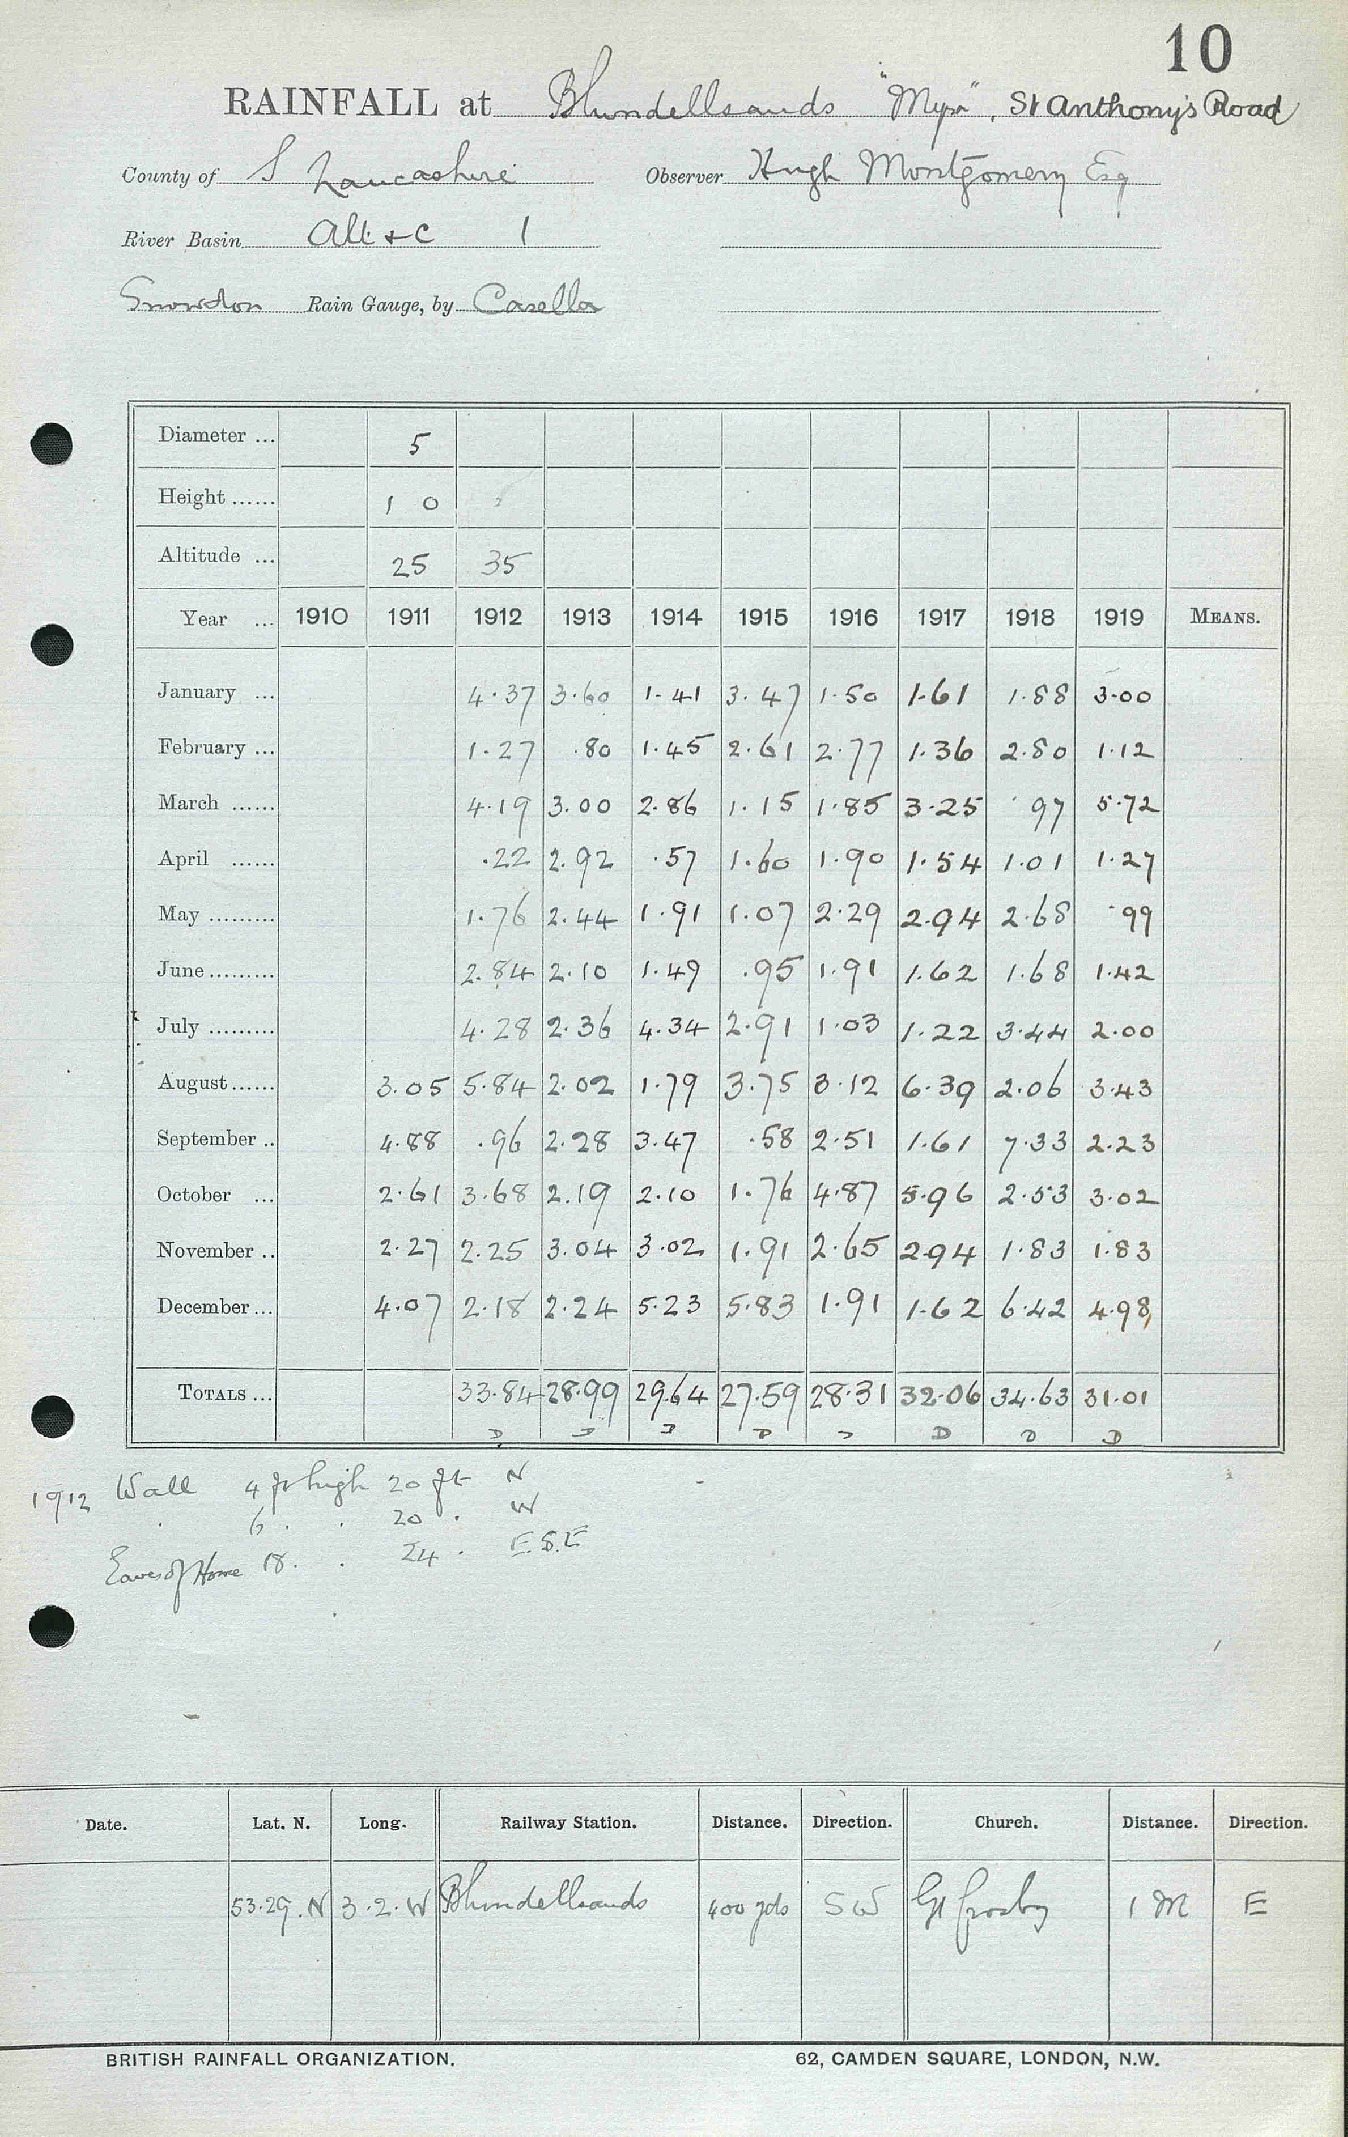 10
RAINFALL at Blundellsands "Myn", St Anthony's Road
County of S Lancashire Observer Hugh Montgomery Esq
River Basin Alt &c 1
Snowdon Rain Gauge, by Casella
Diameter ... 5
Height ...... 1 0
Altitude ... 25 35
Year ... 1910 1911 1912 1913 1914 1915 1916 1917 1918 1919 MEANS.
January ... 4.37 3.60 1.41 3.47 1.50 1.61 1.88 3.00
February ... 1.27 .80 1.45 2.61 2.77 1.36 2.80 1.12
March ...... 4.19 3.00 2.86 1.15 1.85 3.25 .97 5.72
April ...... .22 2.92 .57 1.60 1.90 1.54 1.01 1.27
May ......... 1.76 2.44 1.91 1.07 2.29 2.94 2.68 .99
June ......... 2.84 2.10 1.49 .95 1.91 1.62 1.68 1.42
July ......... 4.28 2.36 4.34 2.91 1.03 1.22 3.44 2.00
August ...... 3.05 5.84 2.02 1.79 3.75 3.12 6.39 2.06 3.43
September .. 4.88 .96 2.28 3.47 .58 2.51 1.61 7.33 2.23
October ... 2.61 3.68 2.19 2.10 1.76 4.87 5.96 2.53 3.02
November .. 2.27 2.25 3.04 3.02 1.91 2.65 2.94 1.83 1.83
December ... 4.07 2.18 2.24 5.23 5.83 1.91 1.62 6.42 4.98
TOTALS ... 33.84 28.99 29.64 27.59 28.31 32.06 34.63 31.01
D D D D D D D D
1912 Wall 4 ft high 20 ft N
. 6 . . 20 . W
Eaves of House 18 . . 24 . E.S.E
Date. Lat. N. Long. Railway Station. Distance. Direction. Church. Distance. Direction.
53.29.N 3.2.W Blundellsands 400 yds SW Gt Crosby 1 M E
BRITISH RAINFALL ORGANIZATION. 62, CAMDEN SQUARE, LONDON, N.W.